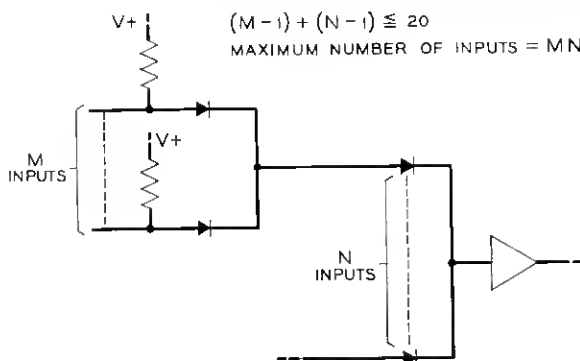 V+
(M-1) + (N-1) ≦ 20
MAXIMUM NUMBER OF INPUTS = MN
V+
M
INPUTS
N
INPUTS